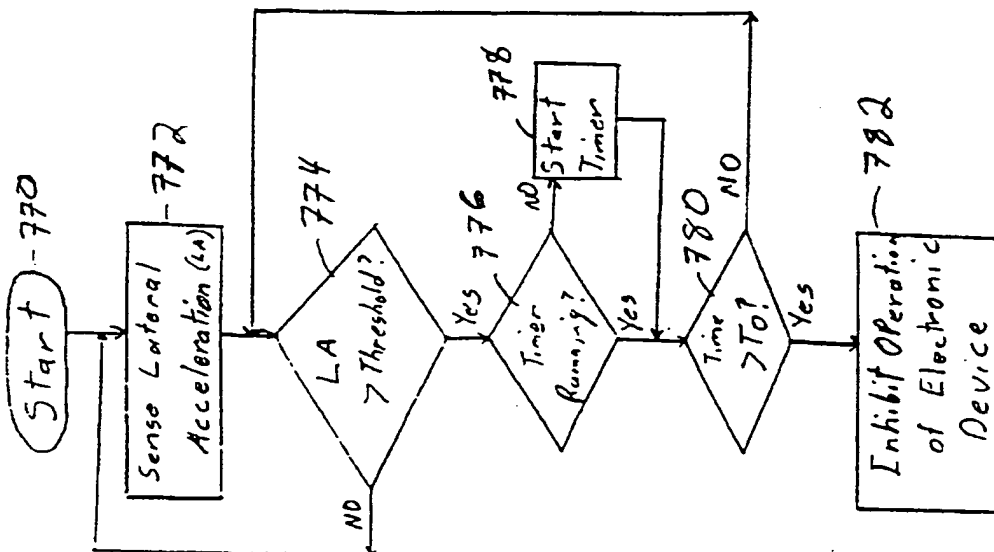 Start
770
Sense Lateral
Acceleration (LA)
772
LA
> Threshold?
774
NO
Yes
Timer
Running?
776
NO
Start
Timer
778
Yes
Time
> To?
780
NO
Yes
Inhibit Operation
of Electronic
Device
782